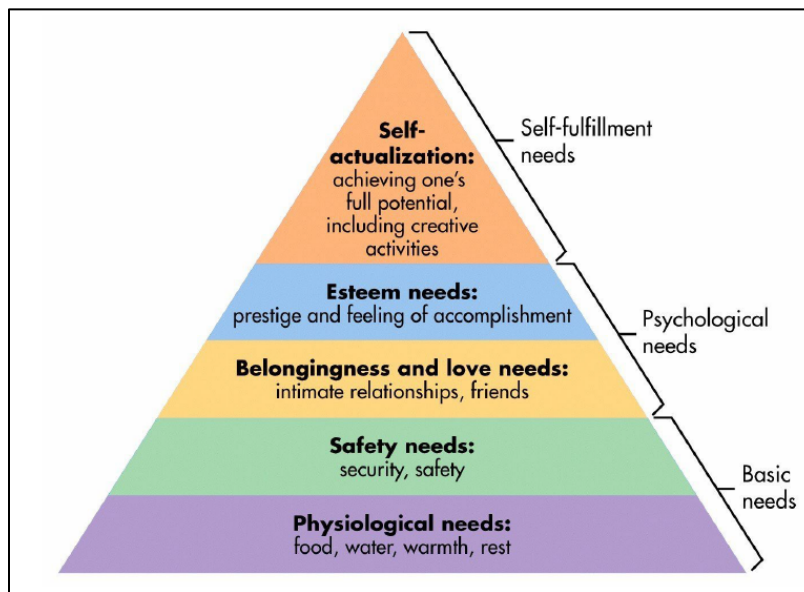 Self-
actualization:
achieving one's
full potential,
including creative
activities
Self-fulfillment
needs
Esteem needs:
prestige and feeling of accomplishment
Psychological
needs
Belongingness and love needs:
intimate relationships, friends
Safety needs:
security, safety
Basic
needs
Physiological needs:
food, water, warmth, rest